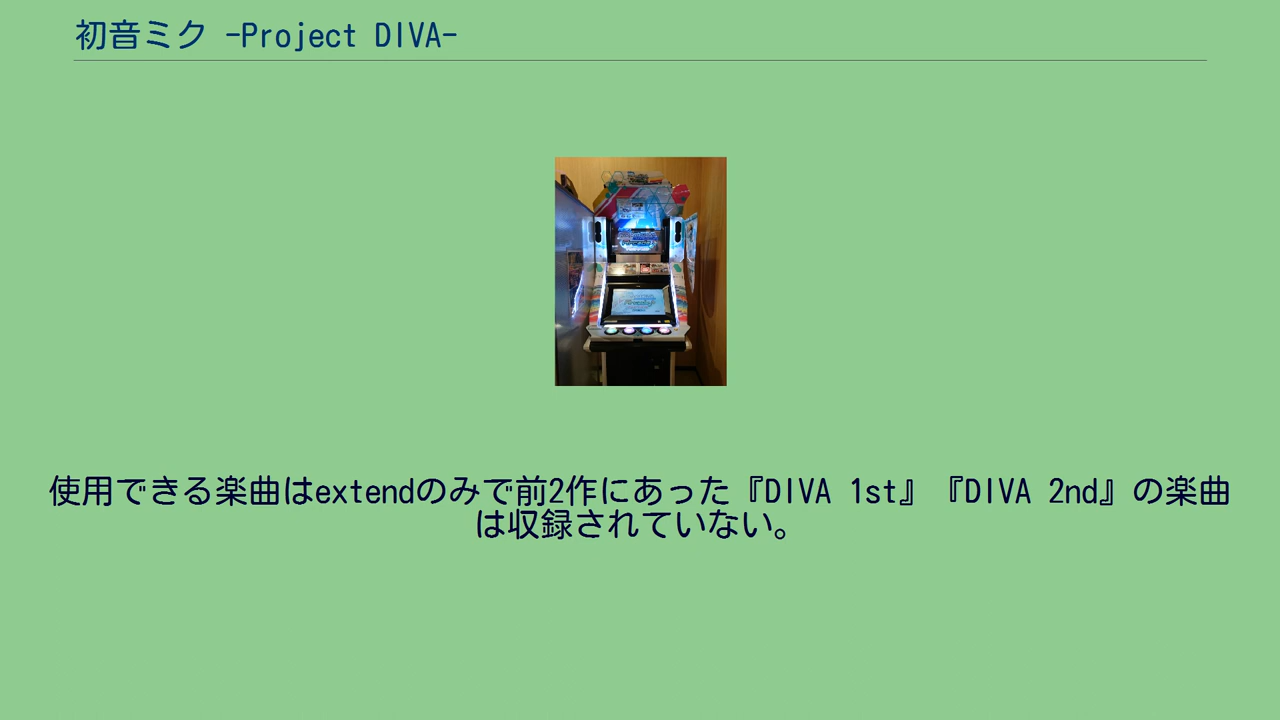 初音ミク -Project DIVA-
使用できる楽曲はextendのみで前2作にあった『DIVA 1st』『DIVA 2nd』の楽曲
は収録されていない。